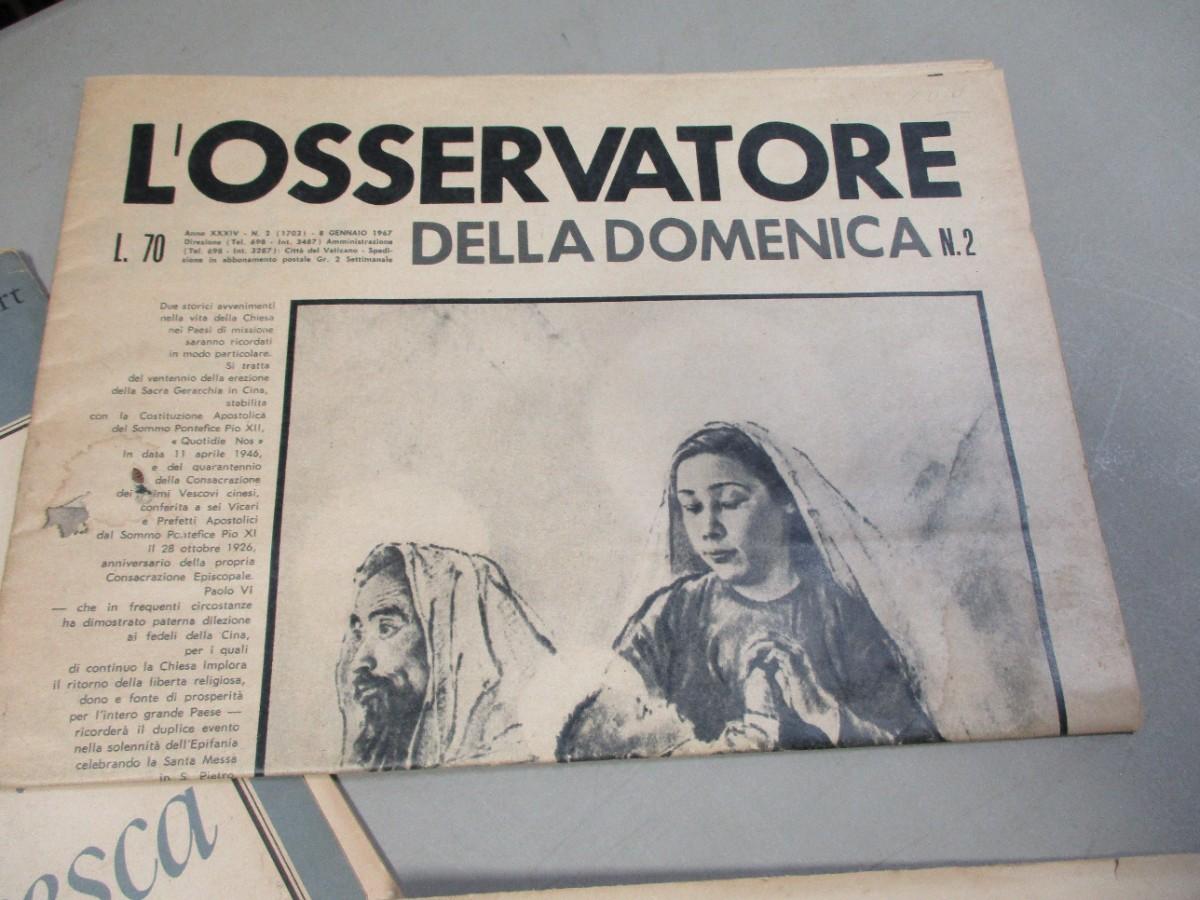 L'OSSERVATORE
DELLA DOMENICA N.2
L. 70
Anno XXXIV - N. 2 (1702) - 8 GENNAIO 1967
Direzione (Tel. 698 - Int. 3487) Amministrazione
(Tel. 698 - Int. 3287): Città del Vaticano - Spedi-
zione in abbonamento postale Gr. 2 Settimanale
Due storici avvenimenti
nella vita della Chiesa
nei Paesi di missione
saranno ricordati
in modo particolare.
Si tratta
del ventennio della erezione
della Sacra Gerarchia in Cina,
stabilita
con la Costituzione Apostolica
del Sommo Pontefice Pio XII,
« Quotidie Nos »
in data 11 aprile 1946,
e del quarantennio
della Consacrazione
dei imi Vescovi cinesi,
conferita a sei Vicari
e Prefetti Apostolici
dal Sommo Pontefice Pio XI
il 28 ottobre 1926,
anniversario della propria
Consacrazione Episcopale.
Paolo VI
— che in frequenti circostanze
ha dimostrato paterna dilezione
ai fedeli della Cina,
per i quali
di continuo la Chiesa implora
il ritorno della liberta religiosa,
dono e fonte di prosperità
per l'intero grande Paese —
ricorderà il duplice evento
nella solennità dell'Epifania
celebrando la Santa Messa
in S. Pietro
rt
esca